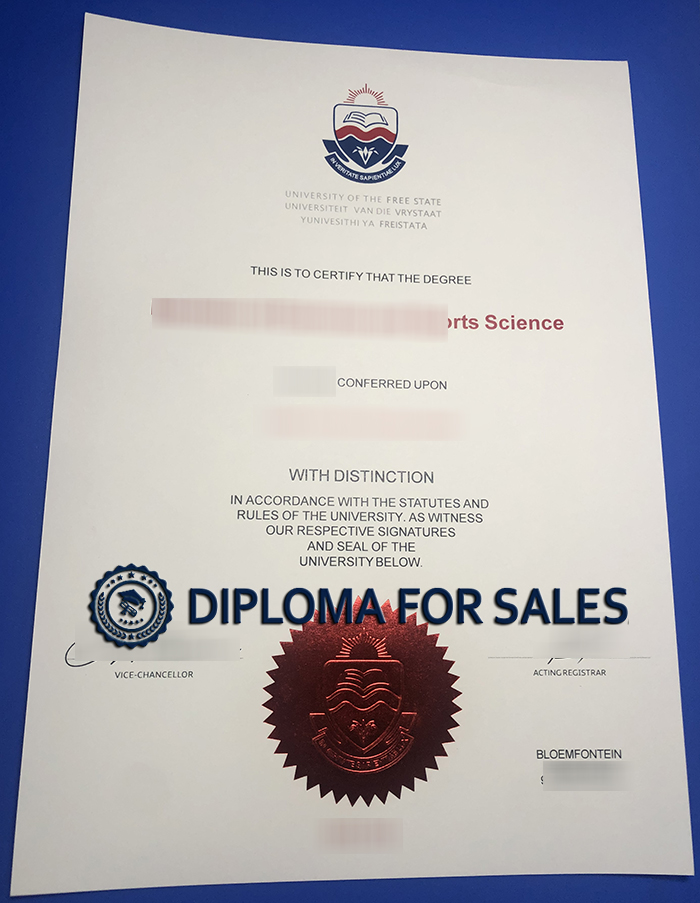 IN VERITATE SAPIENTIAE LUX
UNIVERSITY OF THE FREE STATE
UNIVERSITEIT VAN DIE VRYSTAAT
YUNIVESITHI YA FREISTATA
THIS IS TO CERTIFY THAT THE DEGREE
orts Science
CONFERRED UPON
WITH DISTINCTION
IN ACCORDANCE WITH THE STATUTES AND
RULES OF THE UNIVERSITY. AS WITNESS
OUR RESPECTIVE SIGNATURES
AND SEAL OF THE
UNIVERSITY BELOW.
DIPLOMA FOR SALES
VICE-CHANCELLOR
ACTING REGISTRAR
BLOEMFONTEIN